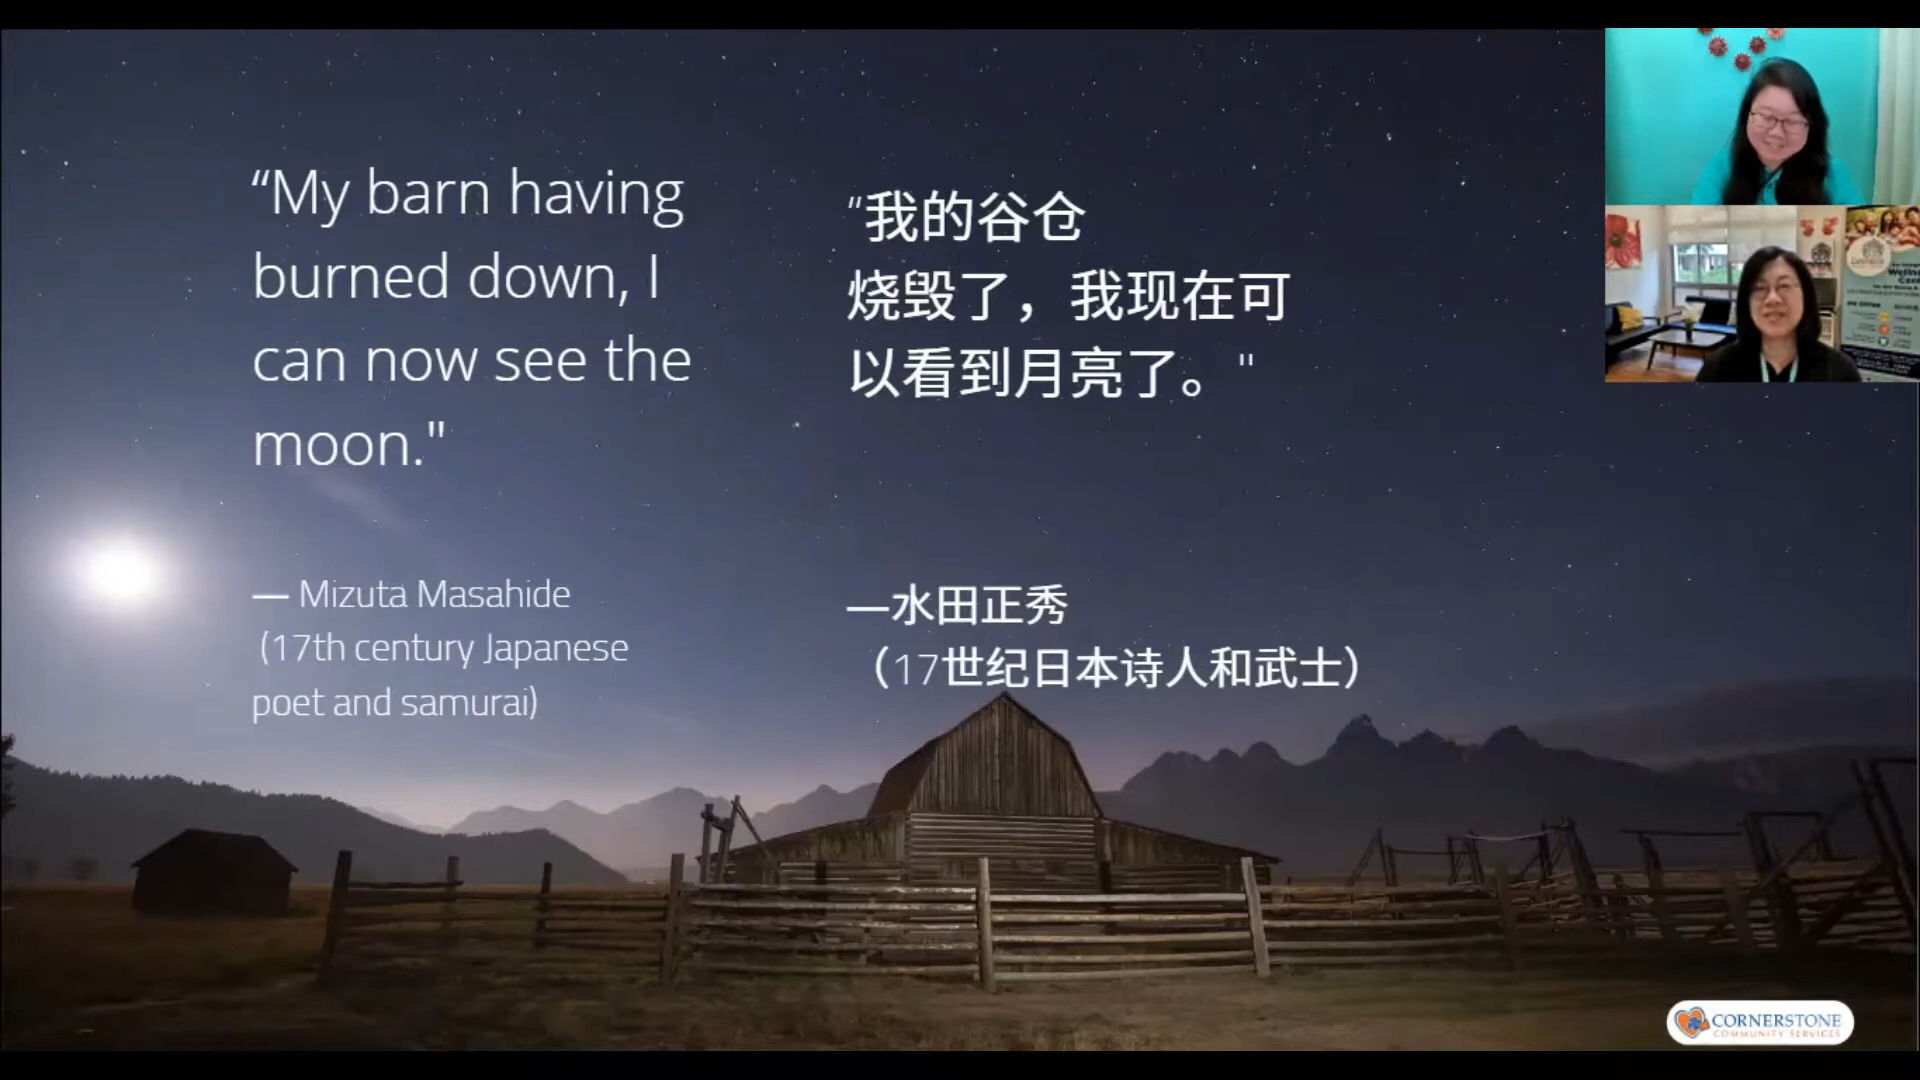 “My barn having
burned down, I
can now see the
moon."
— Mizuta Masahide
(17th century Japanese
poet and samurai)
"我的谷仓
烧毁了，我现在可
以看到月亮了。"
—水田正秀
（17世纪日本诗人和武士）
CORNERSTONE
COMMUNITY SERVICES